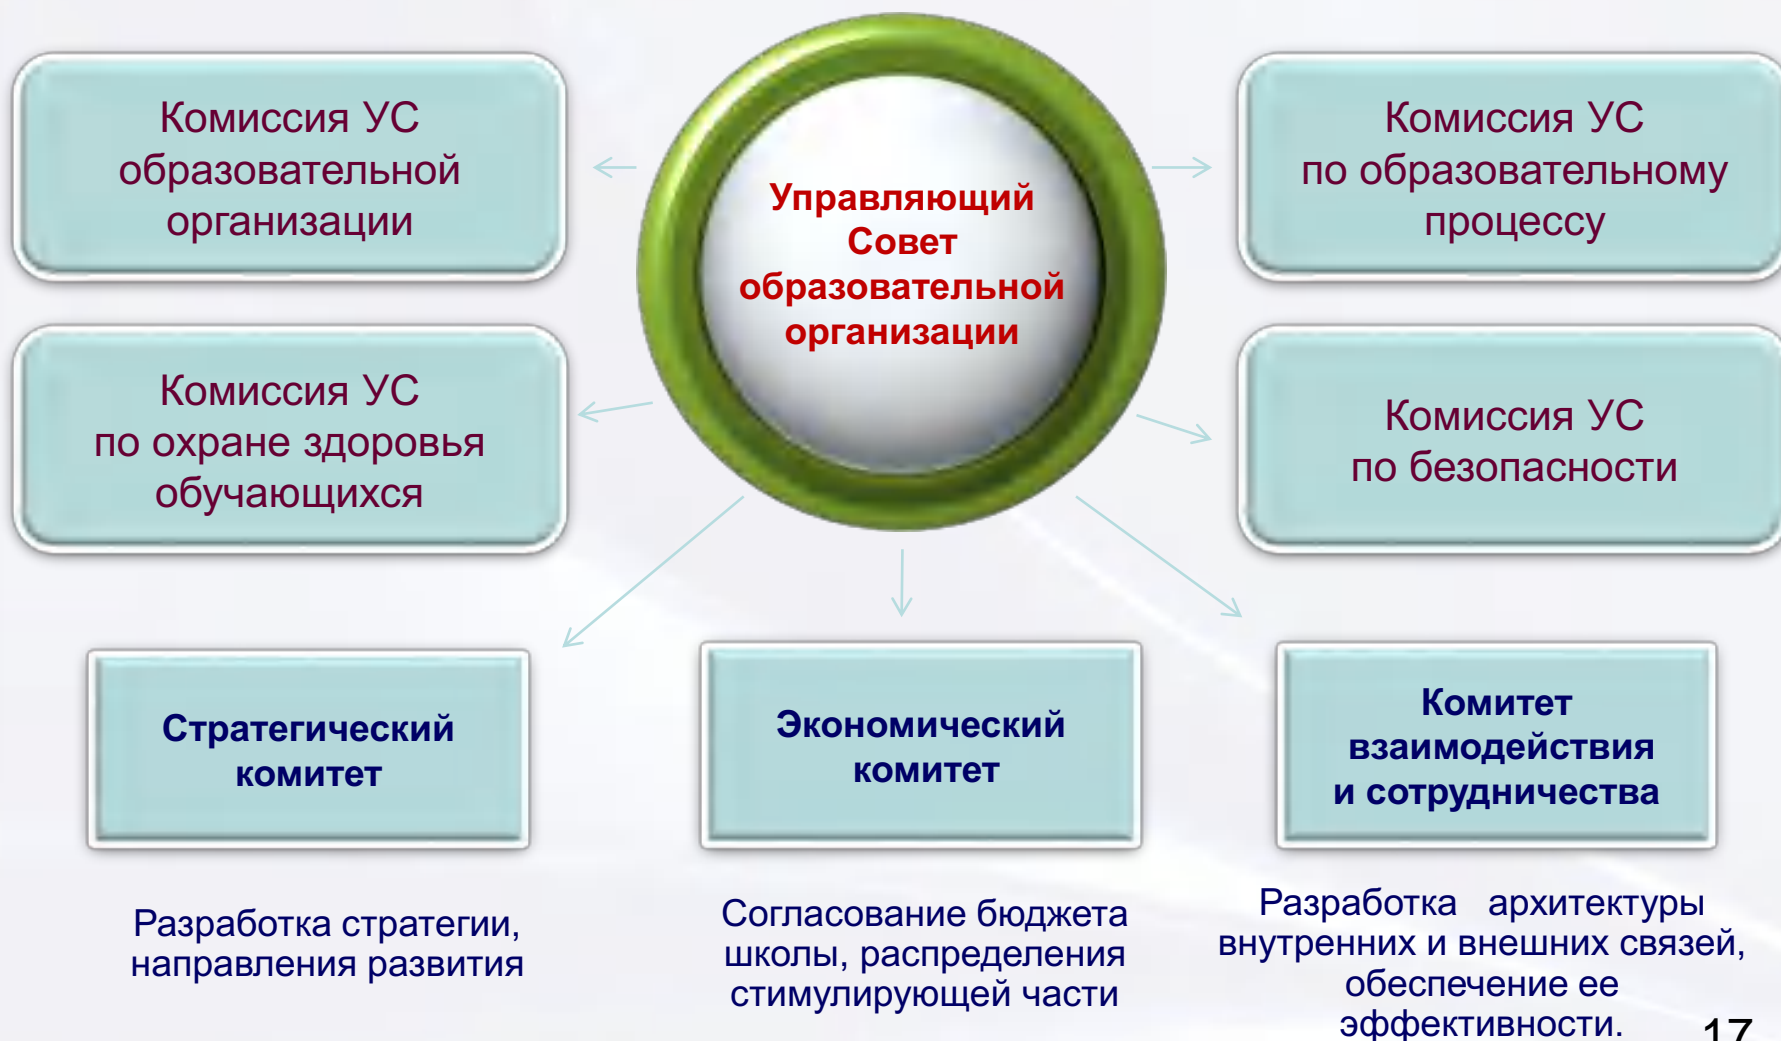 Комиссия УС
образовательной
организации
Управляющий
Совет
образовательной
организации
Комиссия УС
по образовательному
процессу
Комиссия УС
по охране здоровья
обучающихся
Комиссия УС
по безопасности
Стратегический
комитет
Экономический
комитет
Комитет
взаимодействия
и сотрудничества
Разработка стратегии,
направления развития
Согласование бюджета
школы, распределения
стимулирующей части
Разработка архитектуры
внутренних и внешних связей,
обеспечение ее
эффективности.
17